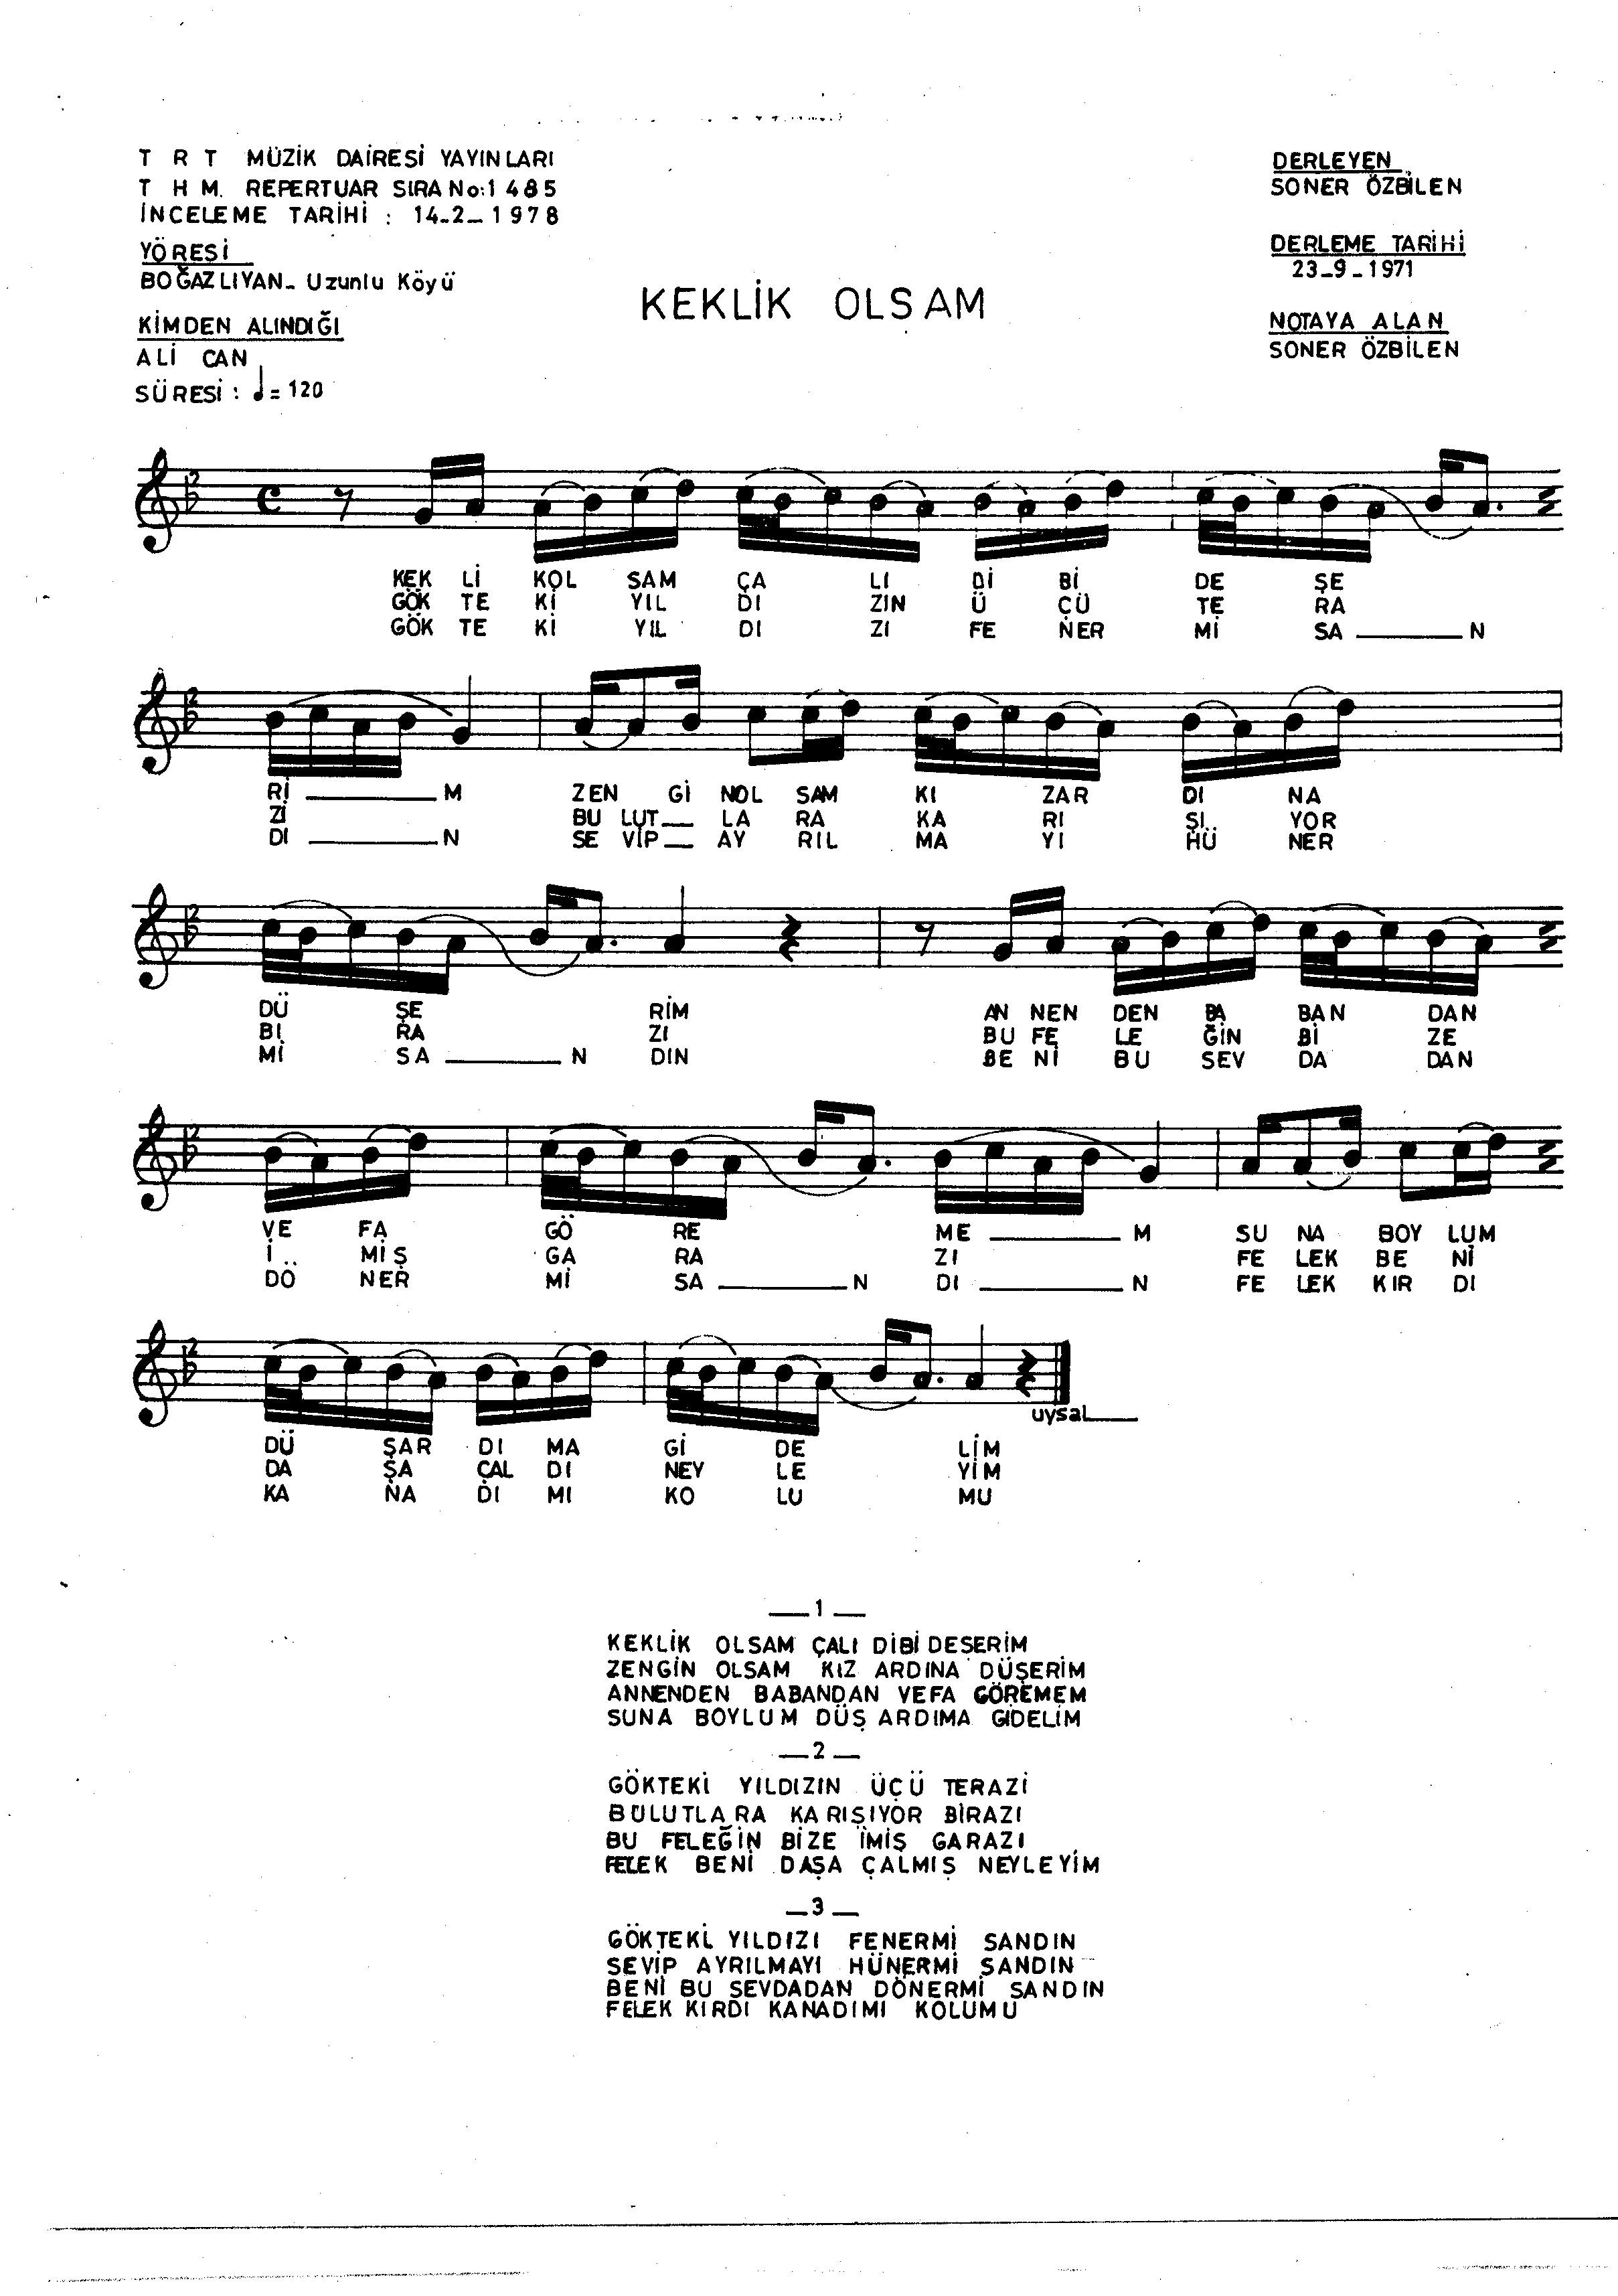 T R T MÜZİK DAİRESİ YAYINLARI
T H M. REPERTUAR SIRA No:1485
İNCELEME TARİHİ : 14-2-1978
YÖRESİ
BOĞAZLIYAN- Uzunlu Köyü
KİMDEN ALINDIĞI
ALİ CAN
SÜRESİ : ♩=120
KEKLİK OLSAM
DERLEYEN
SONER ÖZBİLEN
DERLEME TARİHİ
23-9-1971
NOTAYA ALAN
SONER ÖZBİLEN
KEK Lİ KOL SAM ÇA LI Dİ Bİ DE ŞE
GÖK TE Kİ YIL DI ZIN Ü ÇÜ TE RA
GÖK TE Kİ YIL DI ZI FE NER Mİ SA N
Rİ M ZEN Gİ NOL SAM KI ZAR DI NA
Zİ BU LUT LA RA KA RI ŞI YOR
DI N SE VİP AY RIL MA YI HÜ NER
DÜ ŞE RİM AN NEN DEN BA BAN DAN
Bİ RA ZI BU FE LE ĞİN Bİ ZE
Mİ SA N DIN BE Nİ BU SEV DA DAN
VE FA GÖ RE ME M SU NA BOY LUM
İ MİŞ GA RA ZI FE LEK BE Nİ
DÖ NER Mİ SA N DI N FE LEK KIR DI
uysal
DÜ ŞAR DI MA Gİ DE LİM
DA ŞA ÇAL DI NEY LE YİM
KA NA DI MI KO LU MU
1
KEKLİK OLSAM ÇALI DİBİ DEŞERİM
ZENGİN OLSAM KIZ ARDINA DÜŞERİM
ANNENDEN BABANDAN VEFA GÖREMEM
SUNA BOYLUM DÜŞ ARDIMA GİDELİM
2
GÖKTEKİ YILDIZIN ÜÇÜ TERAZİ
BULUTLARA KARIŞIYOR BİRAZI
BU FELEĞİN BİZE İMİŞ GARAZI
FELEK BENİ DAŞA ÇALMIŞ NEYLEYİM
3
GÖKTEKİ YILDIZI FENERMİ SANDIN
SEVİP AYRILMAYI HÜNERMİ SANDIN
BENİ BU SEVDADAN DÖNERMİ SANDIN
FELEK KIRDI KANADIMI KOLUMU